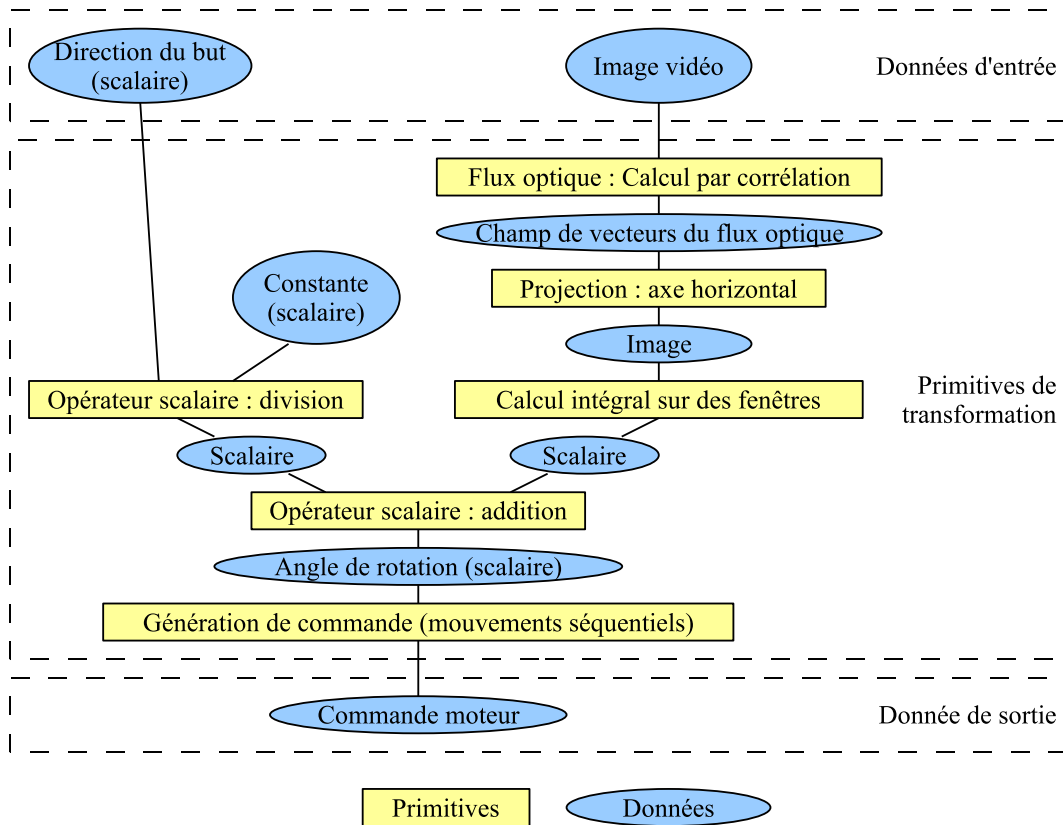 Direction du but
(scalaire)
Image vidéo
Données d'entrée
Flux optique : Calcul par corrélation
Champ de vecteurs du flux optique
Constante
(scalaire)
Projection : axe horizontal
Image
Opérateur scalaire : division
Calcul intégral sur des fenêtres
Primitives de
transformation
Scalaire
Scalaire
Opérateur scalaire : addition
Angle de rotation (scalaire)
Génération de commande (mouvements séquentiels)
Commande moteur
Donnée de sortie
Primitives
Données